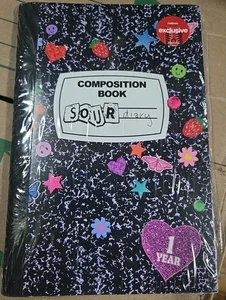 exclusive
COMPOSITION
BOOK
SOUR diary
1
YEAR